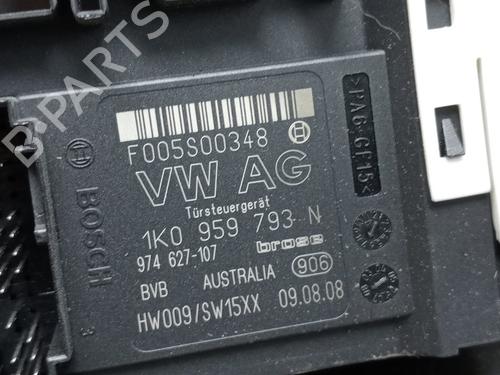 F005S00348
VW AG
Türsteuergerät
1K0 959 793 N
974 627-107 brose
BVB AUSTRALIA 906
HW009/SW15XX 09.08.08
BOSCH
3
>PA6-GF15<
B-PARTS